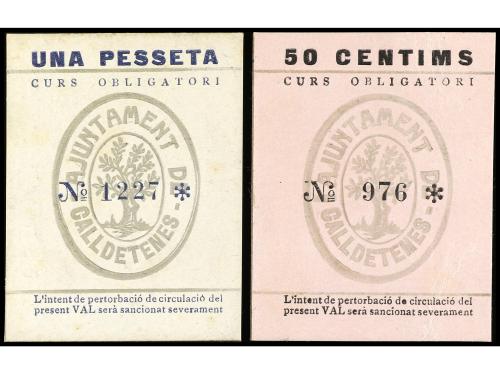 UNA PESSETA
CURS OBLIGATORI
AJUNTAMENT DE
CALLDETENES
No 1227 *
L'intent de pertorbació de circulació del
present VAL serà sancionat severament
50 CENTIMS
CURS OBLIGATORI
AJUNTAMENT DE
CALLDETENES
No 976 *
L'intent de pertorbació de circulació del
present VAL serà sancionat severament